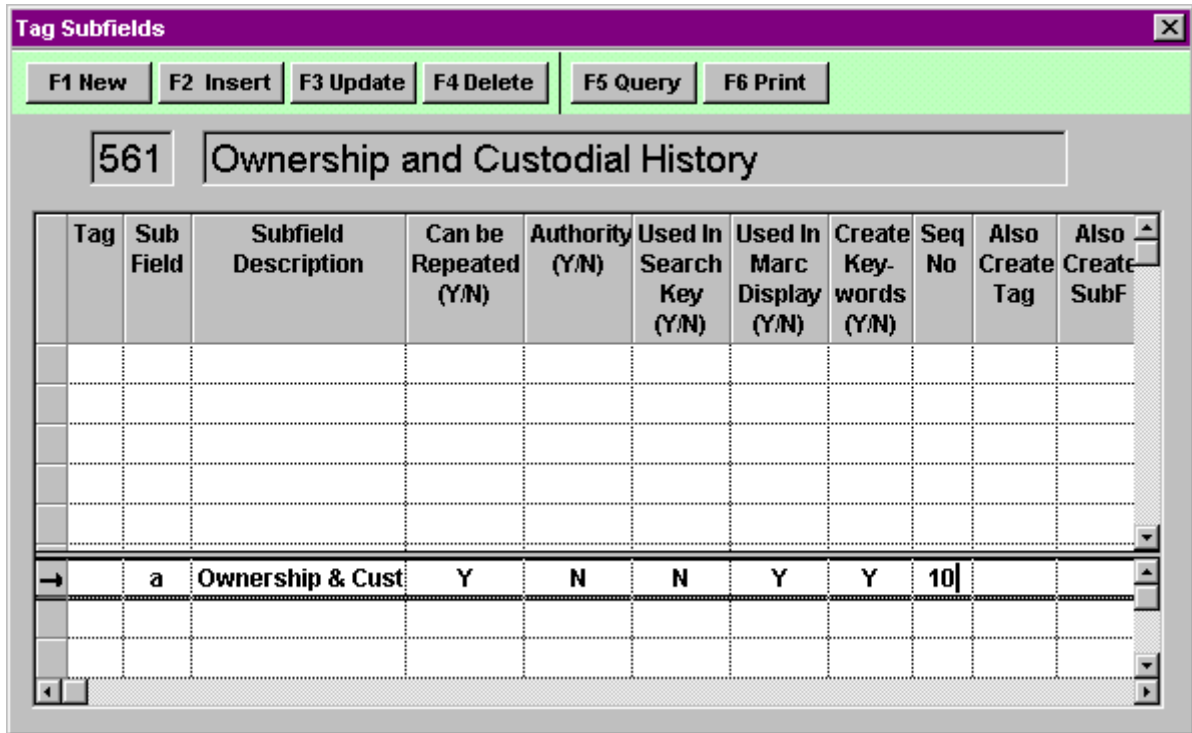 Tag Subfields
F1 New F2 Insert F3 Update F4 Delete F5 Query F6 Print
561 Ownership and Custodial History
Tag Sub Subfield Can be Authority Used In Used In Create Seq Also Also
Field Description Repeated (Y/N) Search Marc Key- No Create Create
(Y/N) Key Display words Tag SubF
(Y/N) (Y/N) (Y/N)
a Ownership & Cust Y N N Y Y 10